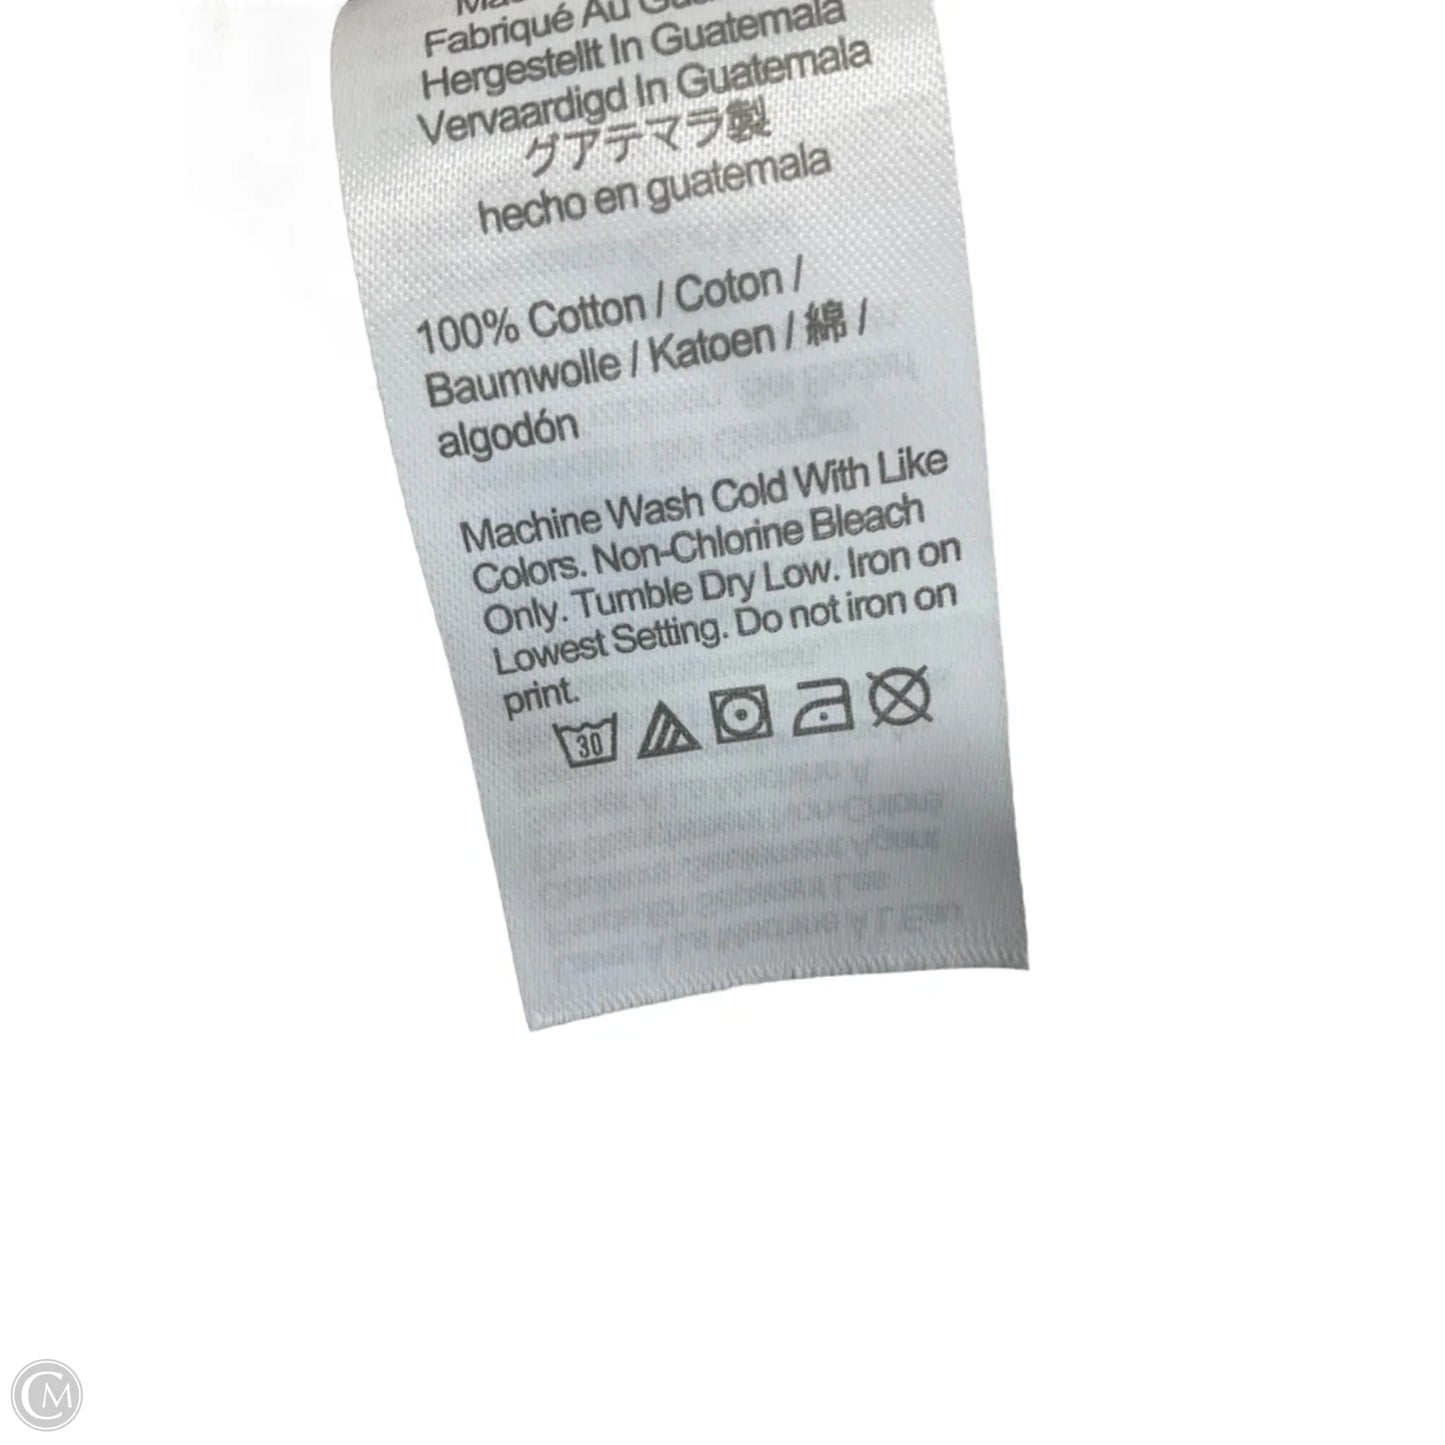 Fabriqué Au
Hergestellt In Guatemala
Vervaardigd In Guatemala
グアテマラ製
hecho en guatemala
100% Cotton / Coton /
Baumwolle / Katoen / 綿 /
algodón
Machine Wash Cold With Like
Colors. Non-Chlorine Bleach
Only. Tumble Dry Low. Iron on
Lowest Setting. Do not iron on
print.
30
CM